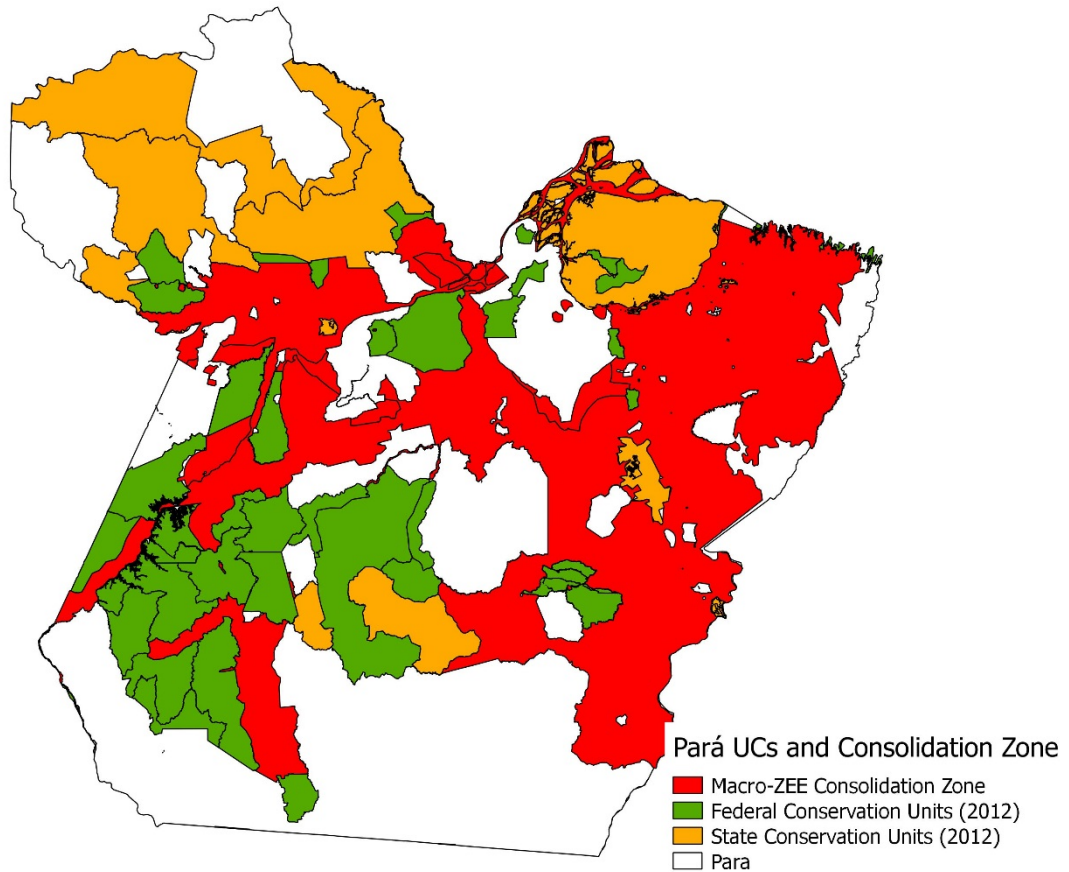 Pará UCs and Consolidation Zone
Macro-ZEE Consolidation Zone
Federal Conservation Units (2012)
State Conservation Units (2012)
Para